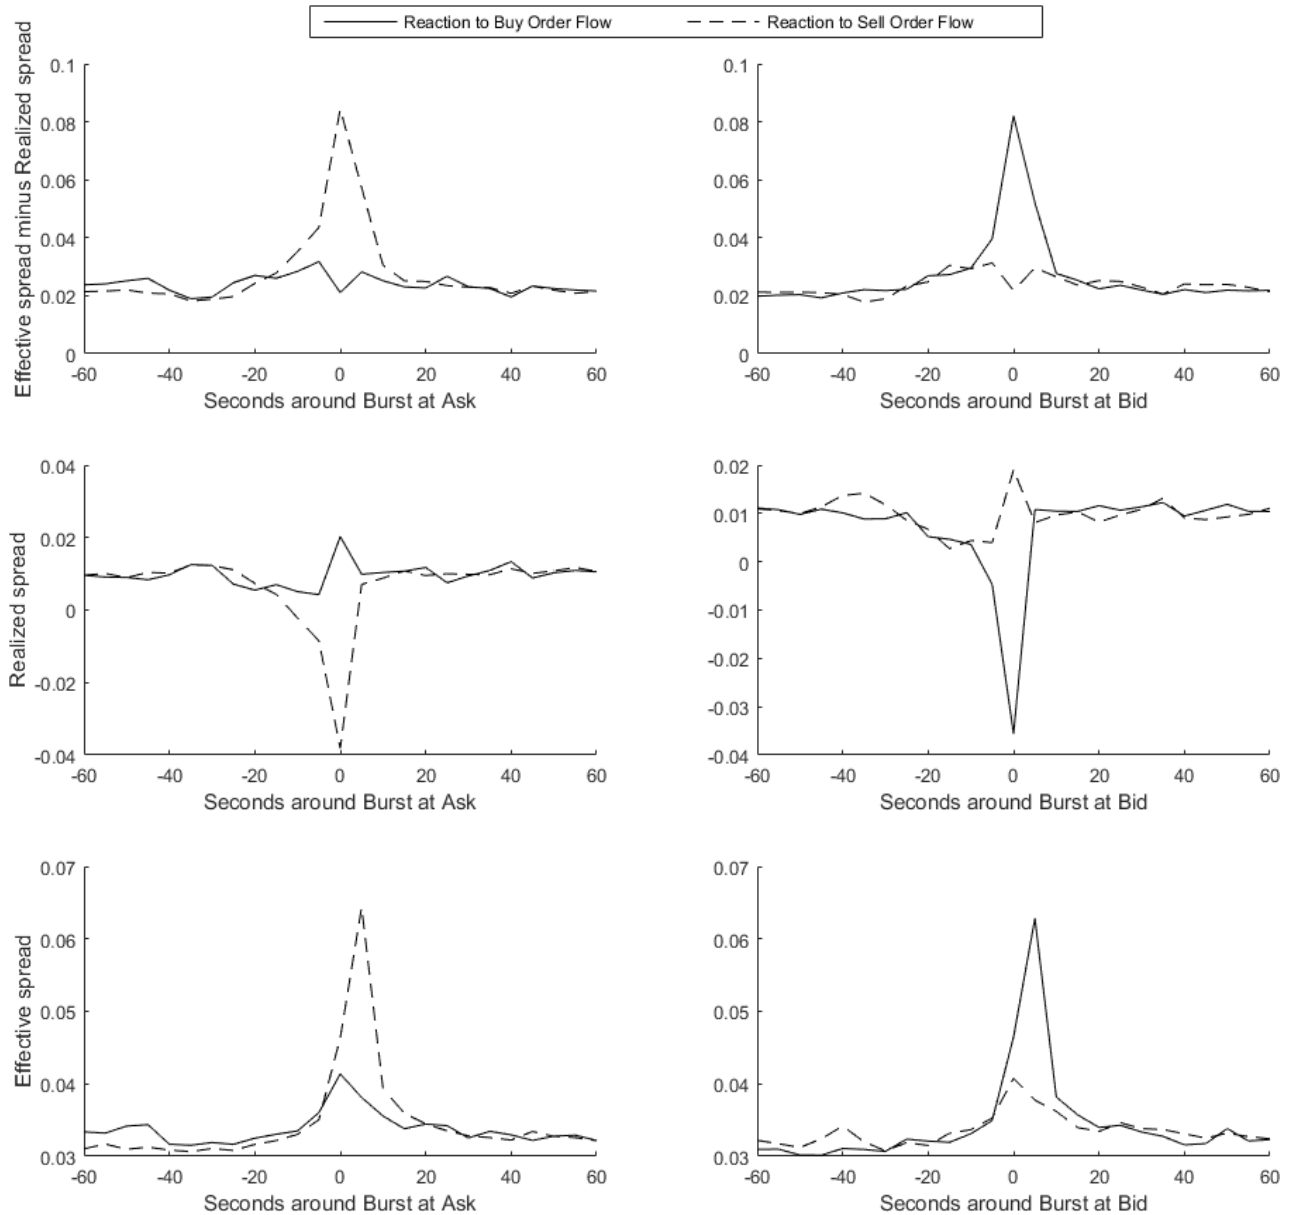 Reaction to Buy Order Flow
Reaction to Sell Order Flow
Effective spread minus Realized spread
0.1
0.08
0.06
0.04
0.02
0
-60 -40 -20 0 20 40 60
Seconds around Burst at Ask
0.1
0.08
0.06
0.04
0.02
0
-60 -40 -20 0 20 40 60
Seconds around Burst at Bid
Realized spread
0.04
0.02
0
-0.02
-0.04
-60 -40 -20 0 20 40 60
Seconds around Burst at Ask
0.02
0.01
0
-0.01
-0.02
-0.03
-0.04
-60 -40 -20 0 20 40 60
Seconds around Burst at Bid
Effective spread
0.07
0.06
0.05
0.04
0.03
-60 -40 -20 0 20 40 60
Seconds around Burst at Ask
0.07
0.06
0.05
0.04
0.03
-60 -40 -20 0 20 40 60
Seconds around Burst at Bid